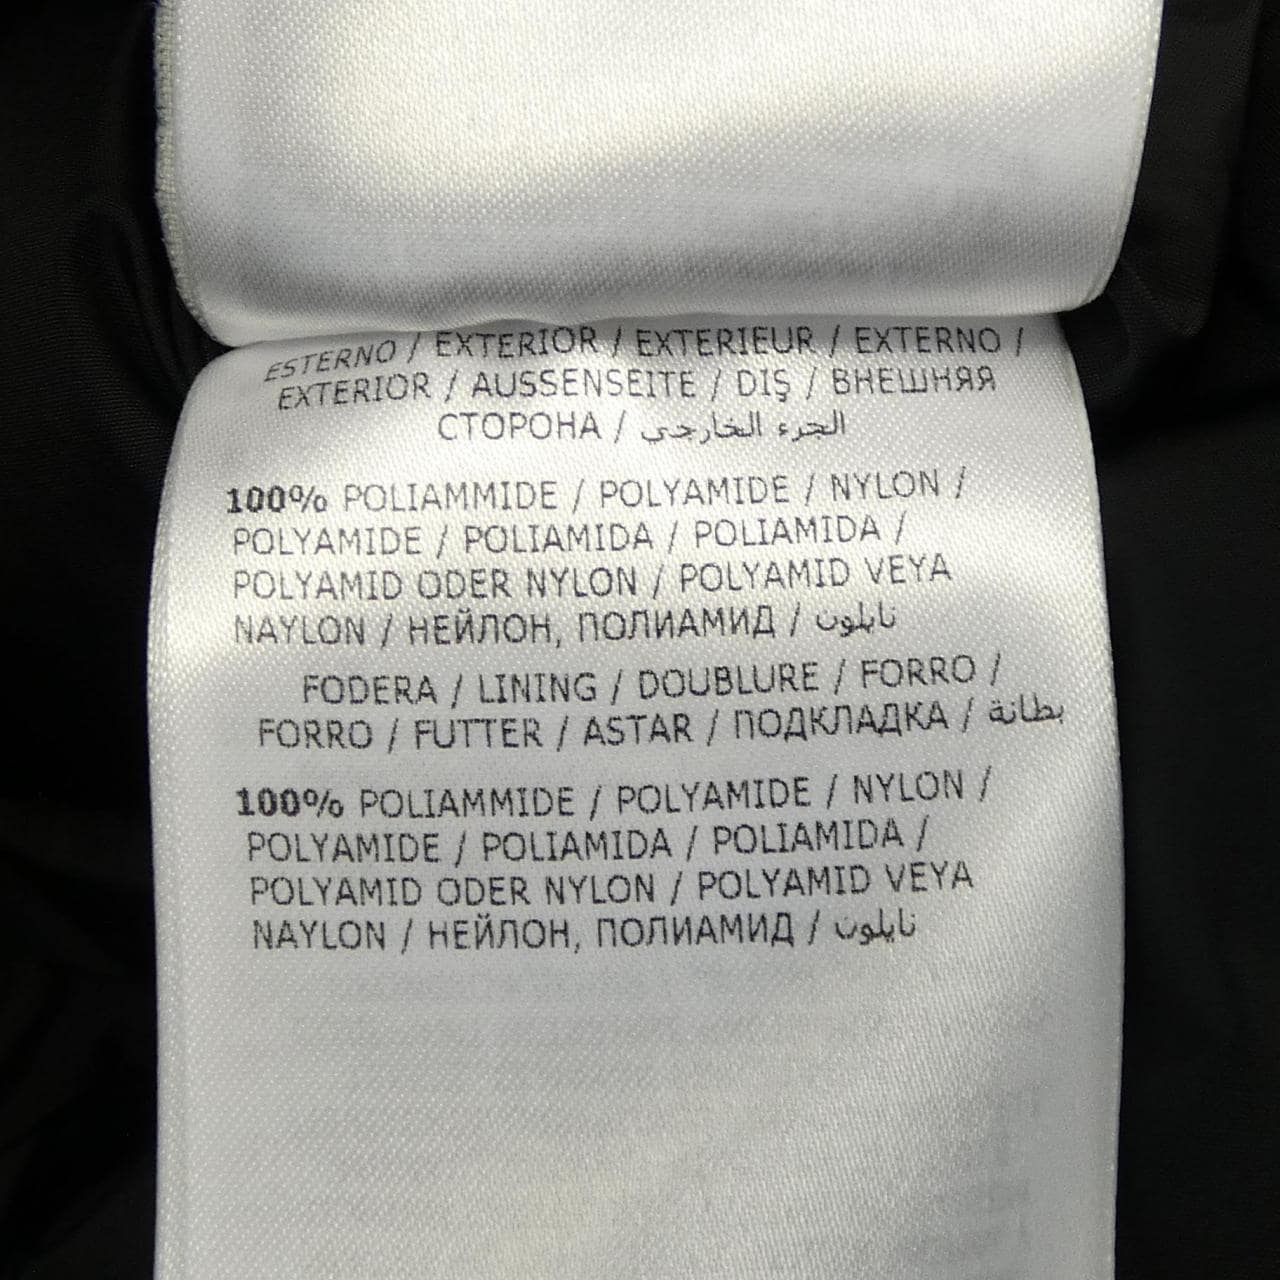 ESTERNO / EXTERIOR / EXTERIEUR / EXTERNO /
EXTERIOR / AUSSENSEITE / DIŞ / ВНЕШНЯЯ
СТОРОНА / الجزء الخارجي
100% POLIAMMIDE / POLYAMIDE / NYLON /
POLYAMIDE / POLIAMIDA / POLIAMIDA /
POLYAMID ODER NYLON / POLYAMID VEYA
NAYLON / НЕЙЛОН, ПОЛИАМИД / نايلون
FODERA / LINING / DOUBLURE / FORRO /
FORRO / FUTTER / ASTAR / ПОДКЛАДКА / بطانة
100% POLIAMMIDE / POLYAMIDE / NYLON /
POLYAMIDE / POLIAMIDA / POLIAMIDA /
POLYAMID ODER NYLON / POLYAMID VEYA
NAYLON / НЕЙЛОН, ПОЛИАМИД / نايلون